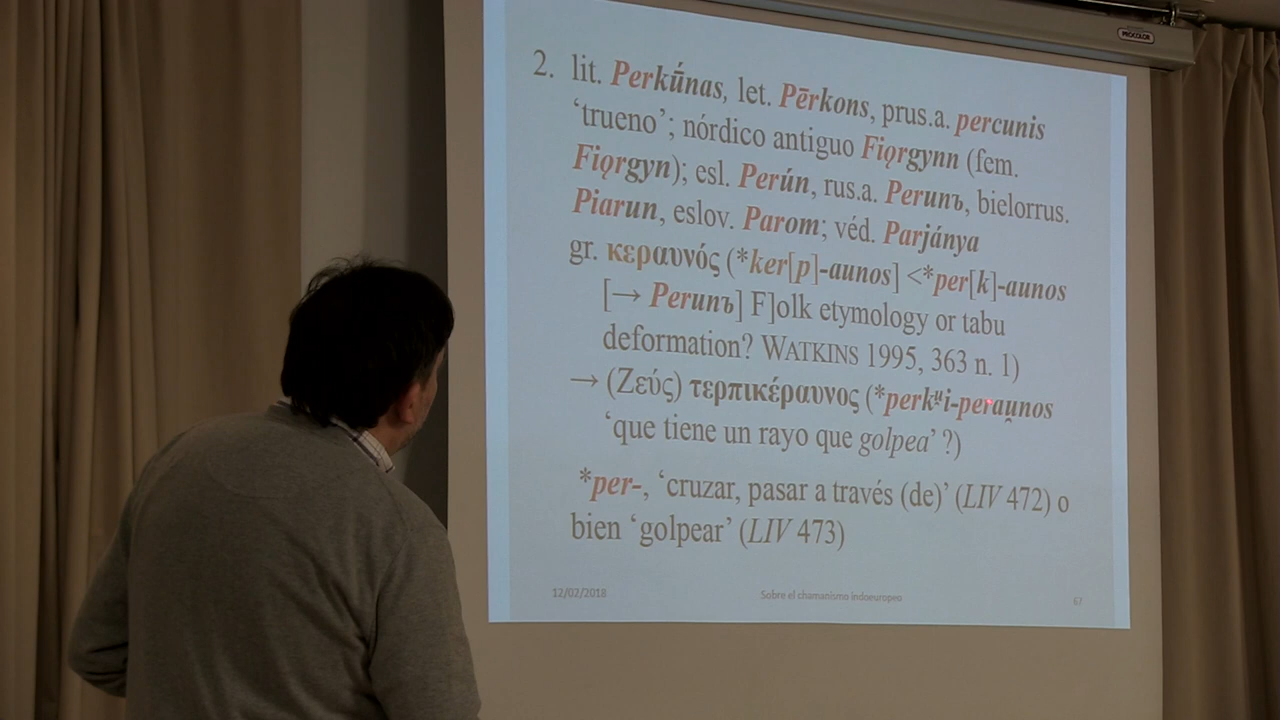 PROCOLOR
2. lit. Perkū́nas, let. Pērkons, prus.a. percunis
‘trueno’; nórdico antiguo Fiǫrgynn (fem.
Fiǫrgyn); esl. Perún, rus.a. Perunъ, bielorrus.
Piarun, eslov. Parom; véd. Parjánya
gr. κεραυνός (*ker[p]-aunos] <*per[k]-aunos
[→ Perunъ] F]olk etymology or tabu
deformation? WATKINS 1995, 363 n. 1)
→ (Ζεύς) τερπικέραυνος (*perkᶣi-perau̯nos
‘que tiene un rayo que golpea’ ?)
*per-, ‘cruzar, pasar a través (de)’ (LIV 472) o
bien ‘golpear’ (LIV 473)
12/02/2018 Sobre el chamanismo indoeuropeo